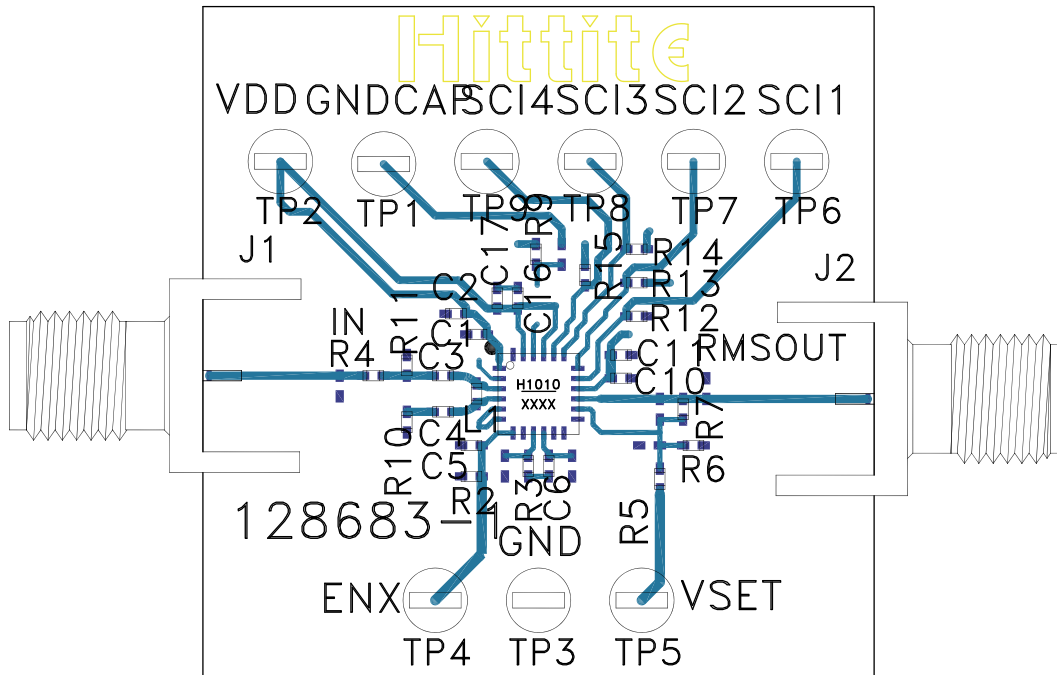 Hittite
VDD GND CAP SCI4 SCI3 SCI2 SCI1
TP2 TP1 TP9 TP8 TP7 TP6
J1
J2
C17
R9
C16
R15
R14
R13
R12
C2
C1
R11
IN
R4
C3
C11
C10
RMSOUT
H1010
XXXX
L1
C4
C5
R10
R2
R3
C6
R7
R6
R5
128683-1
GND
ENX
VSET
TP4 TP3 TP5